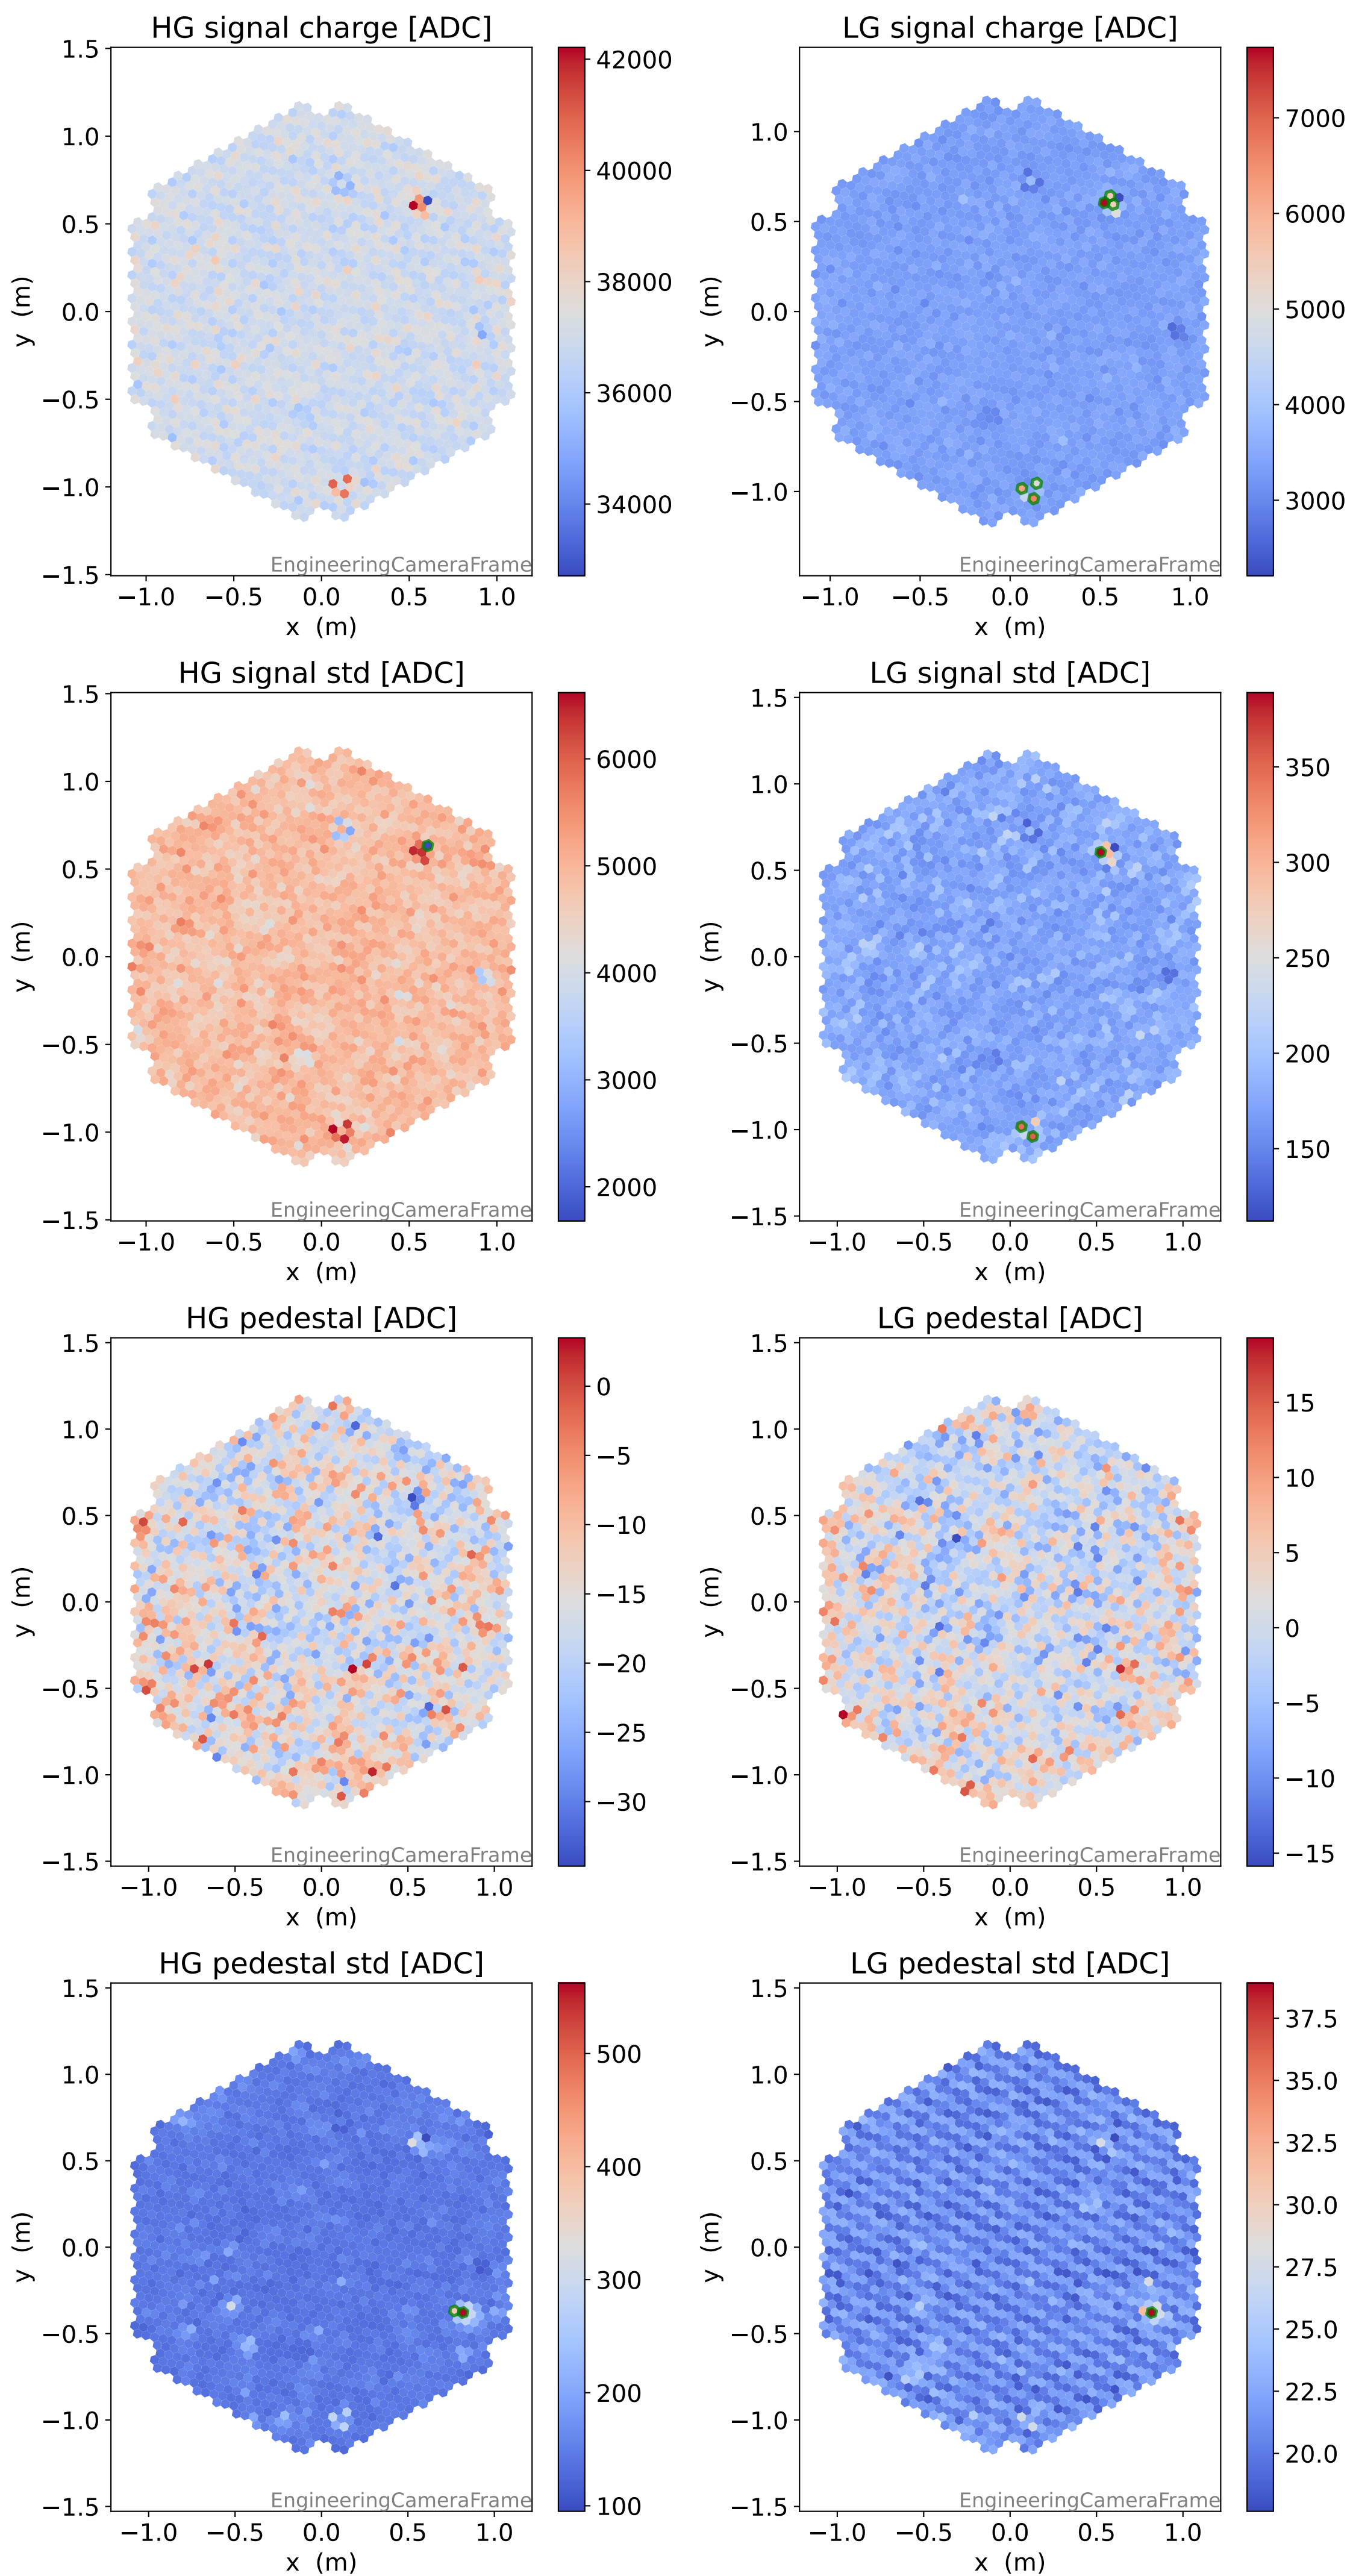 HG signal charge [ADC]
1.5
1.0
0.5
0.0
−0.5
−1.0
−1.5
y (m)
EngineeringCameraFrame
−1.0 −0.5 0.0 0.5 1.0
x (m)
42000
40000
38000
36000
34000
LG signal charge [ADC]
1.0
0.5
0.0
−0.5
−1.0
y (m)
EngineeringCameraFrame
−1.0 −0.5 0.0 0.5 1.0
x (m)
7000
6000
5000
4000
3000
HG signal std [ADC]
1.5
1.0
0.5
0.0
−0.5
−1.0
−1.5
y (m)
EngineeringCameraFrame
−1.0 −0.5 0.0 0.5 1.0
x (m)
6000
5000
4000
3000
2000
LG signal std [ADC]
1.5
1.0
0.5
0.0
−0.5
−1.0
−1.5
y (m)
EngineeringCameraFrame
−1.0 −0.5 0.0 0.5 1.0
x (m)
350
300
250
200
150
HG pedestal [ADC]
1.5
1.0
0.5
0.0
−0.5
−1.0
−1.5
y (m)
EngineeringCameraFrame
−1.0 −0.5 0.0 0.5 1.0
x (m)
0
−5
−10
−15
−20
−25
−30
LG pedestal [ADC]
1.5
1.0
0.5
0.0
−0.5
−1.0
−1.5
y (m)
EngineeringCameraFrame
−1.0 −0.5 0.0 0.5 1.0
x (m)
15
10
5
0
−5
−10
−15
HG pedestal std [ADC]
1.5
1.0
0.5
0.0
−0.5
−1.0
−1.5
y (m)
EngineeringCameraFrame
−1.0 −0.5 0.0 0.5 1.0
x (m)
500
400
300
200
100
LG pedestal std [ADC]
1.5
1.0
0.5
0.0
−0.5
−1.0
−1.5
y (m)
EngineeringCameraFrame
−1.0 −0.5 0.0 0.5 1.0
x (m)
37.5
35.0
32.5
30.0
27.5
25.0
22.5
20.0